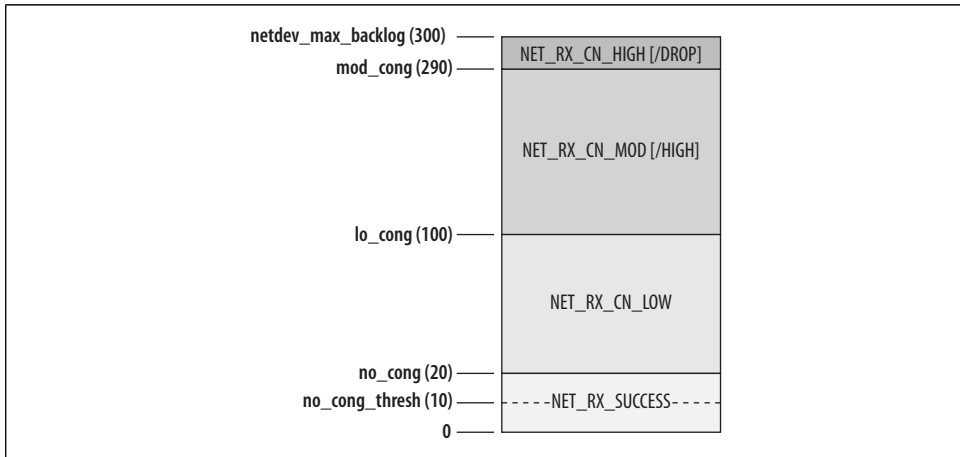 netdev_max_backlog (300)
NET_RX_CN_HIGH [/DROP]
mod_cong (290)
NET_RX_CN_MOD [/HIGH]
lo_cong (100)
NET_RX_CN_LOW
no_cong (20)
no_cong_thresh (10)
NET_RX_SUCCESS
0